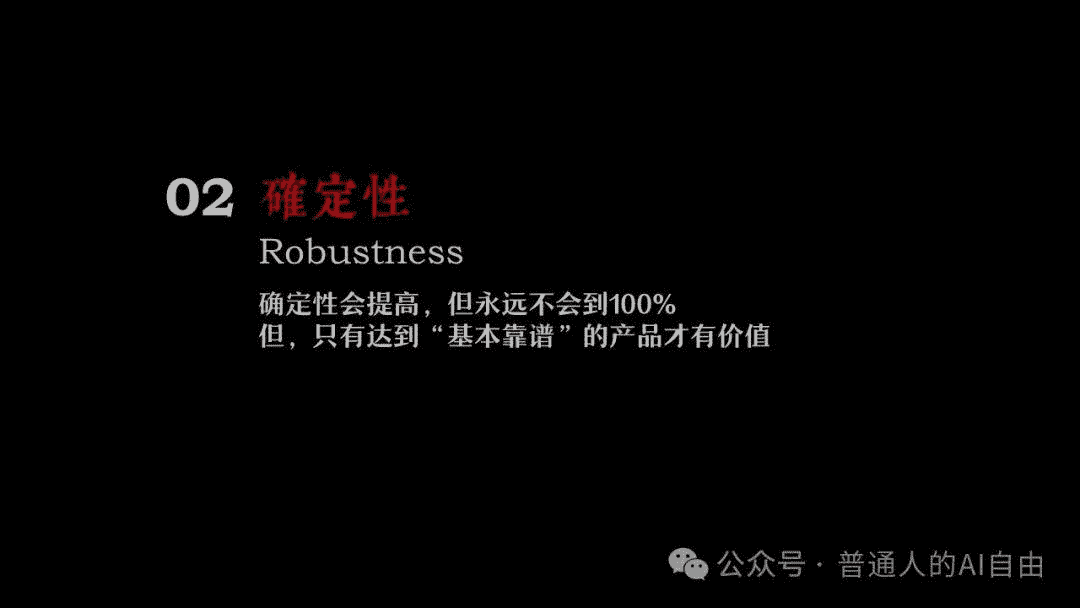 02 確定性
Robustness
确定性会提高，但永远不会到100%
但，只有达到“基本靠谱”的产品才有价值
公众号·普通人的AI自由